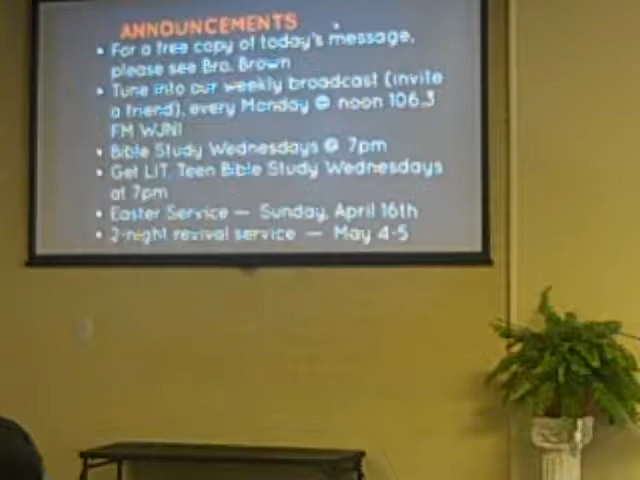 ANNOUNCEMENTS
• For a free copy of today's message,
please see Bro. Brown
• Tune into our weekly broadcast (invite
a friend), every Monday @ noon 106.3
FM WJNI
• Bible Study Wednesdays @ 7pm
• Get LIT Teen Bible Study Wednesdays
at 7pm
• Easter Service — Sunday, April 16th
• 2-night revival service — May 4-5